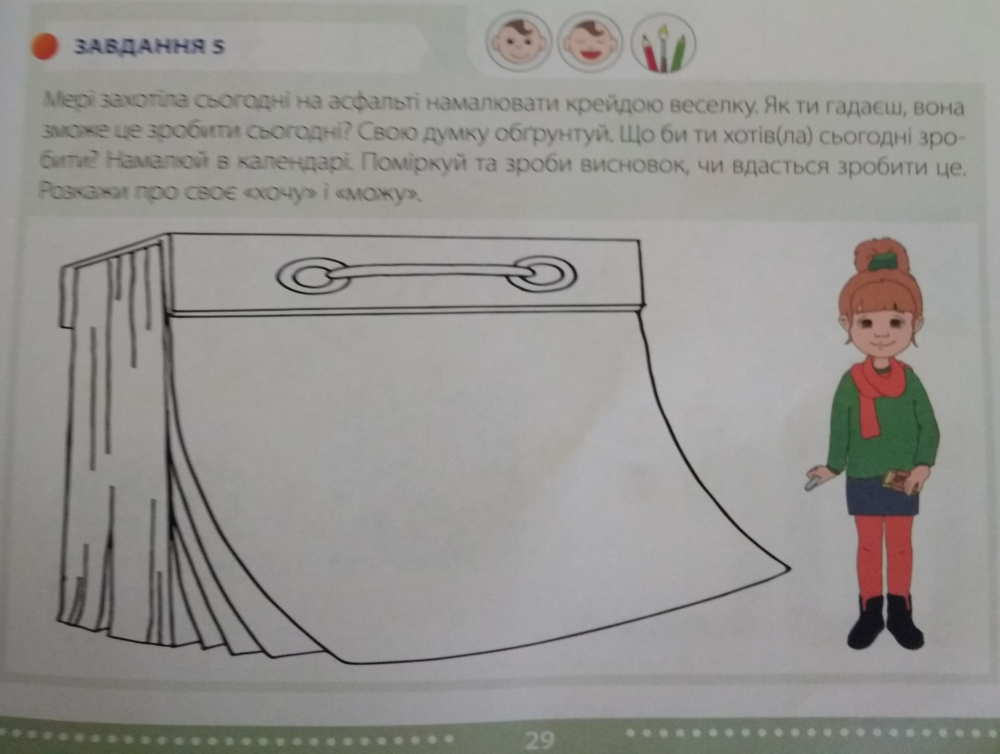 ЗАВДАННЯ 5
Мері захотіла сьогодні на асфальті намалювати крейдою веселку. Як ти гадаєш, вона
зможе це зробити сьогодні? Свою думку обґрунтуй. Що би ти хотів(ла) сьогодні зро-
бити? Намалюй в календарі. Поміркуй та зроби висновок, чи вдасться зробити це.
Розкажи про своє «хочу» і «можу».
29